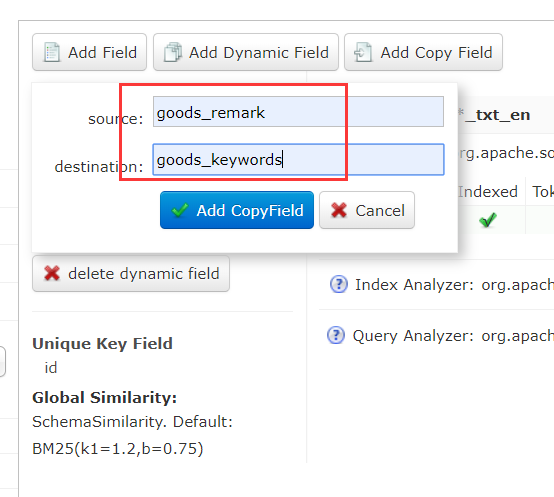 Add Field
Add Dynamic Field
Add Copy Field
source: goods_remark
destination: goods_keywords
Add CopyField
Cancel
*_txt_en
org.apache.so
Indexed Tok
delete dynamic field
Index Analyzer: org.apach
Query Analyzer: org.apach
Unique Key Field
id
Global Similarity:
SchemaSimilarity. Default:
BM25(k1=1.2,b=0.75)